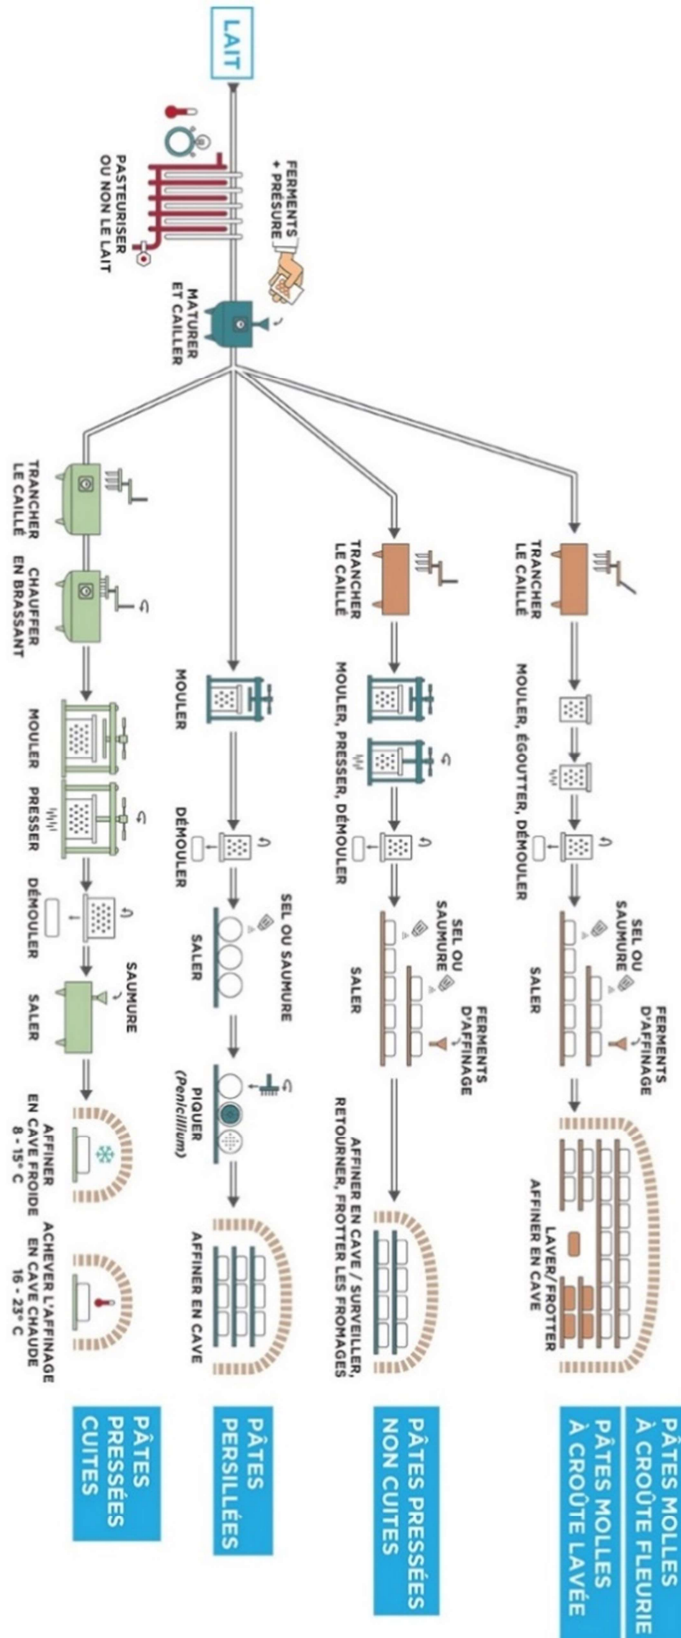 LAIT
PASTEURISER
OU NON LE LAIT
FERMENTS
+ PRÉSURE
MATURER
ET CAILLER
TRANCHER
LE CAILLÉ
MOULER, ÉGOUTTER, DÉMOULER
SEL OU
SAUMURE
FERMENTS
D'AFFINAGE
SALER
LAVER/FROTTER
AFFINER EN CAVE
PÂTES MOLLES
À CROÛTE FLEURIE
PÂTES MOLLES
À CROÛTE LAVÉE
TRANCHER
LE CAILLÉ
MOULER, PRESSER, DÉMOULER
SEL OU
SAUMURE
FERMENTS
D'AFFINAGE
SALER
AFFINER EN CAVE / SURVEILLER,
RETOURNER, FROTTER LES FROMAGES
PÂTES PRESSÉES
NON CUITES
MOULER
DÉMOULER
SEL OU SAUMURE
SALER
PIQUER
(Penicillium)
AFFINER EN CAVE
PÂTES
PERSILLÉES
TRANCHER
LE CAILLÉ
CHAUFFER
EN BRASSANT
MOULER
PRESSER
DÉMOULER
SAUMURE
SALER
AFFINER
EN CAVE FROIDE
8 - 15° C
ACHEVER L'AFFINAGE
EN CAVE CHAUDE
16 - 23° C
PÂTES
PRESSÉES
CUITES